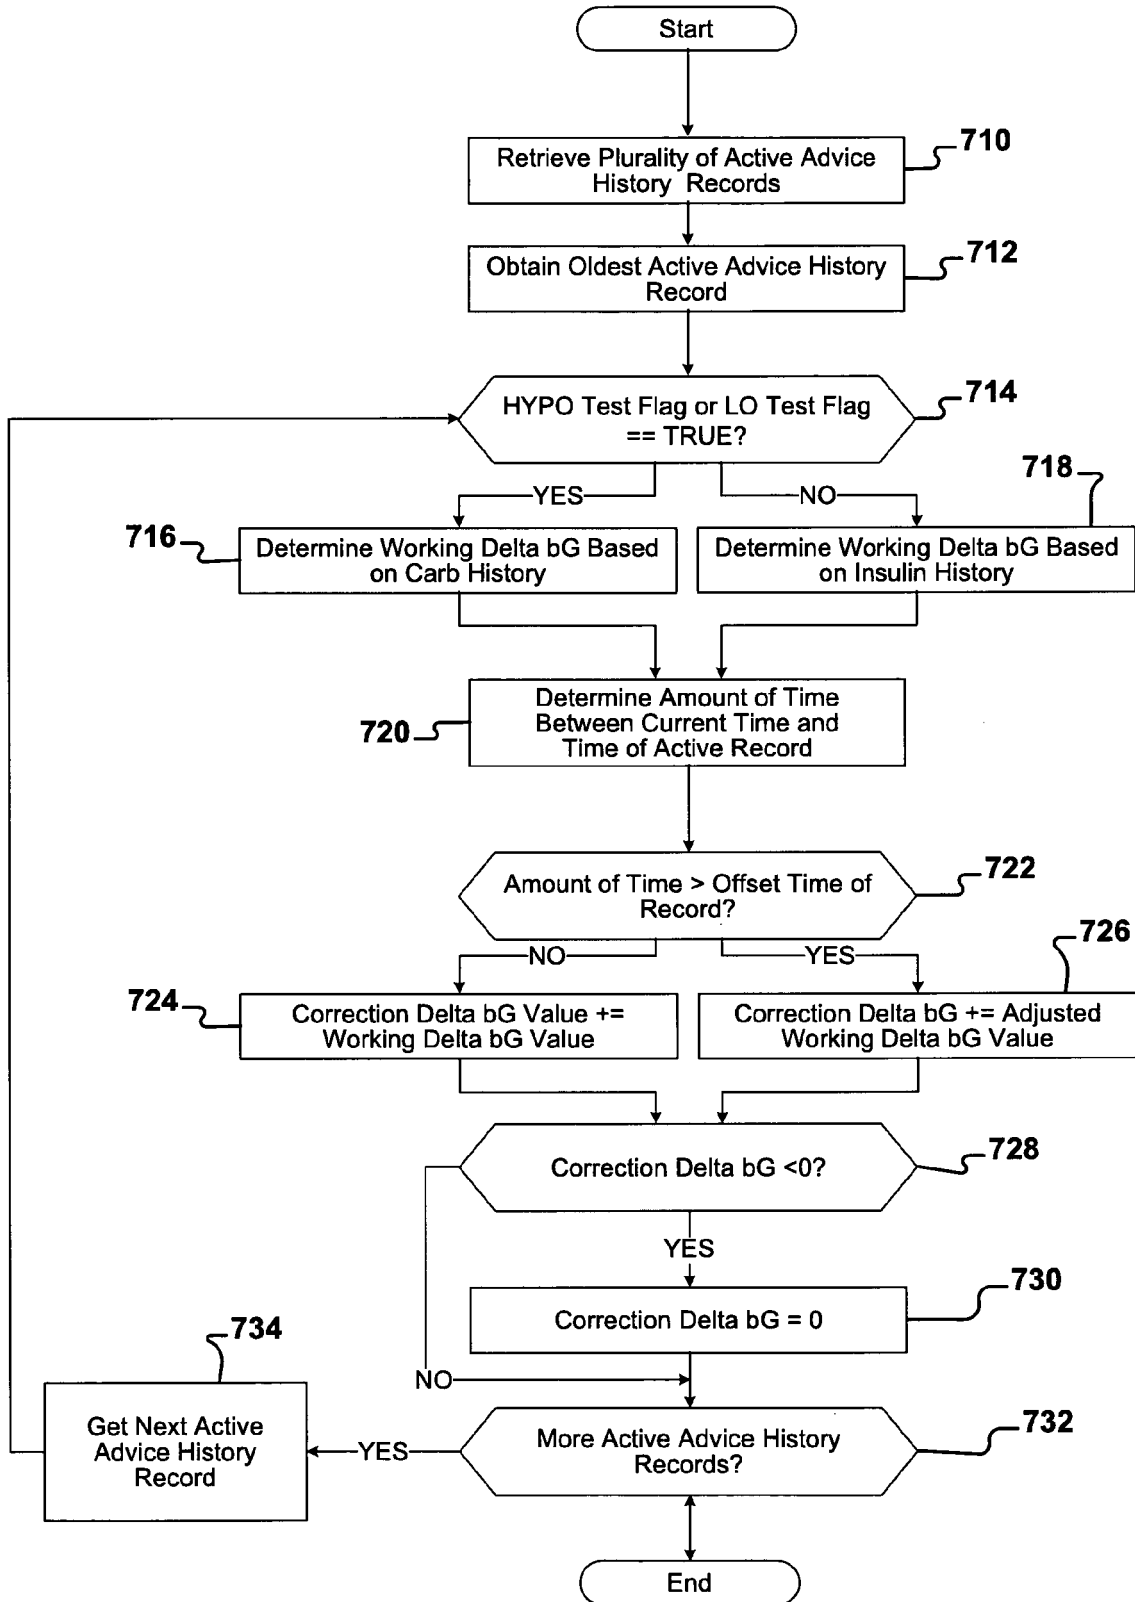 Start
Retrieve Plurality of Active Advice
History Records
710
Obtain Oldest Active Advice History
Record
712
HYPO Test Flag or LO Test Flag
== TRUE?
714
YES
NO
718
716
Determine Working Delta bG Based
on Carb History
Determine Working Delta bG Based
on Insulin History
Determine Amount of Time
Between Current Time and
Time of Active Record
720
Amount of Time > Offset Time of
Record?
722
NO
YES
726
724
Correction Delta bG Value +=
Working Delta bG Value
Correction Delta bG += Adjusted
Working Delta bG Value
Correction Delta bG <0?
728
YES
730
Correction Delta bG = 0
734
NO
Get Next Active
Advice History
Record
YES
More Active Advice History
Records?
732
End